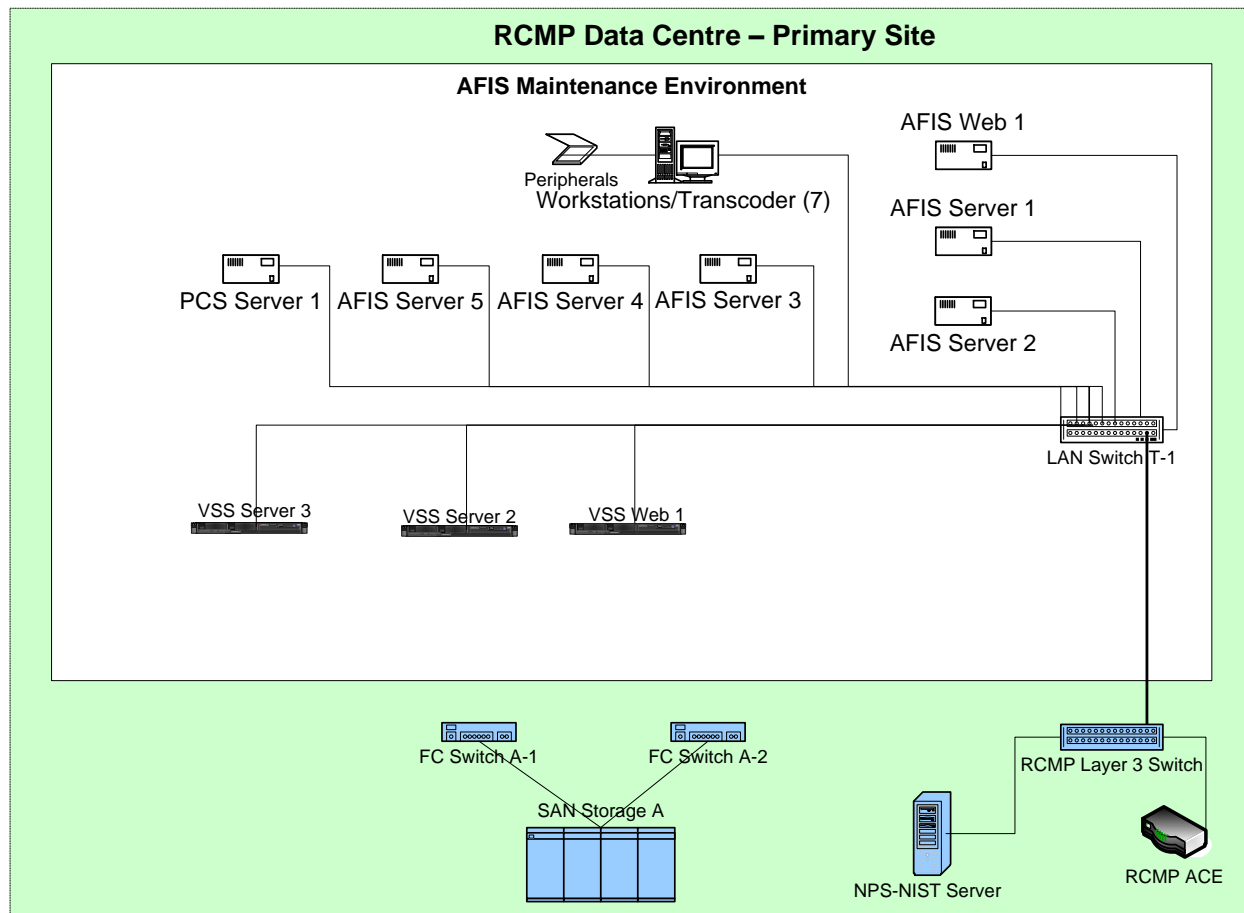 RCMP Data Centre – Primary Site
AFIS Maintenance Environment
AFIS Web 1
Peripherals
Workstations/Transcoder (7)
AFIS Server 1
PCS Server 1
AFIS Server 5
AFIS Server 4
AFIS Server 3
AFIS Server 2
LAN Switch T-1
VSS Server 3
VSS Server 2
VSS Web 1
FC Switch A-1
FC Switch A-2
RCMP Layer 3 Switch
SAN Storage A
NPS-NIST Server
RCMP ACE